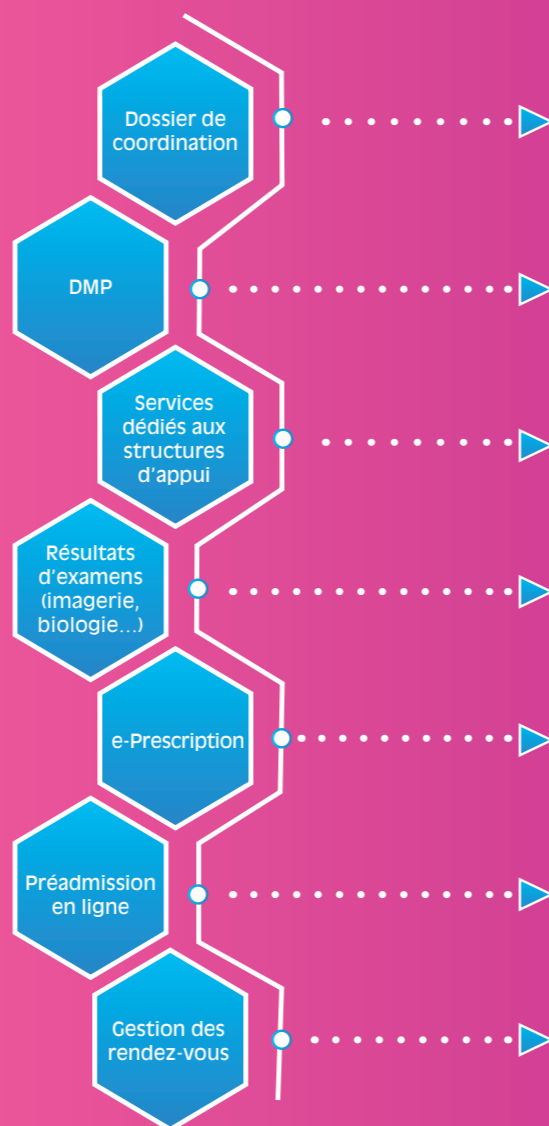 Dossier de
coordination
DMP
Services
dédiés aux
structures
d'appui
Résultats
d'examens
(imagerie,
biologie...)
e-Prescription
Préadmission
en ligne
Gestion des
rendez-vous